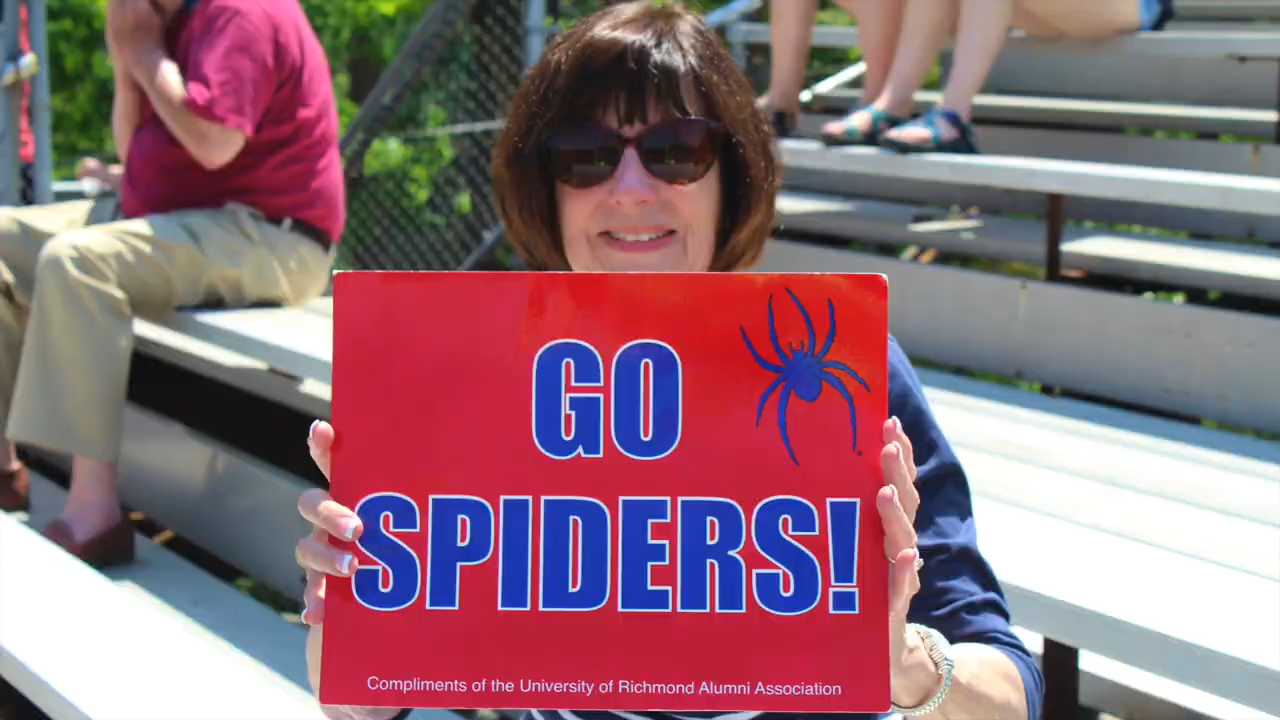 GO
SPIDERS!
Compliments of the University of Richmond Alumni Association